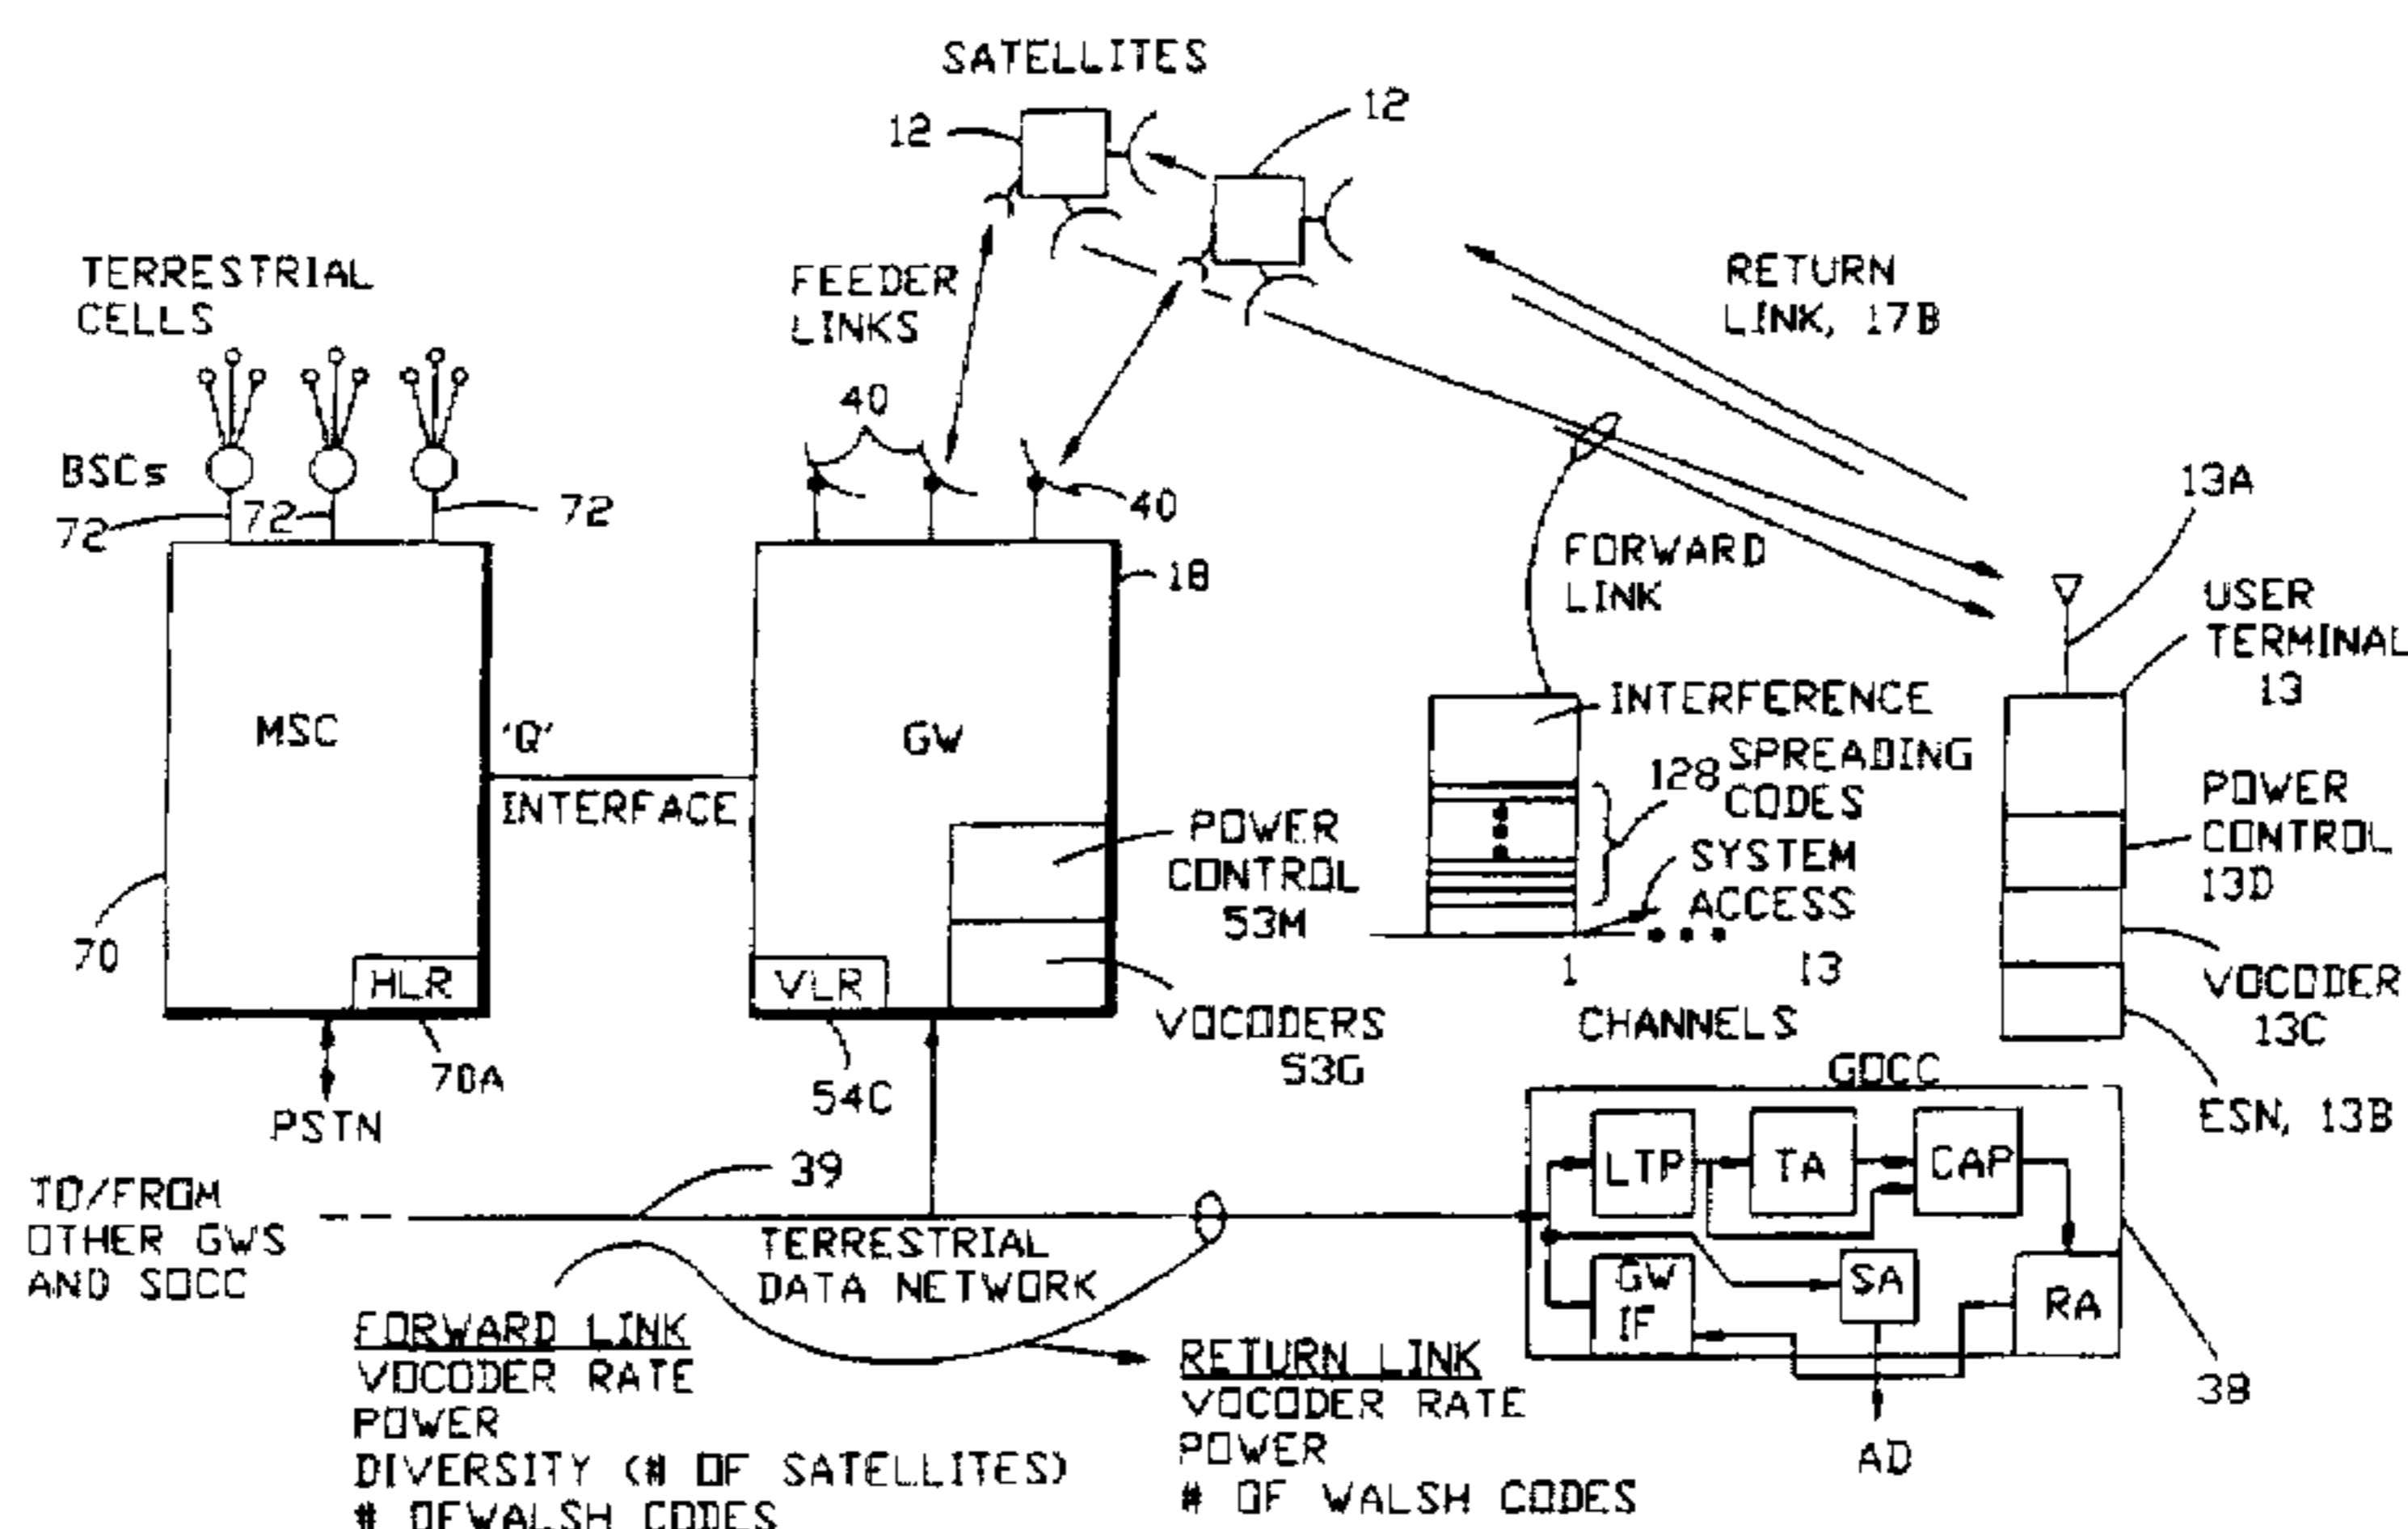 SATELLITES
12
12
TERRESTRIAL
CELLS
FEEDER
LINKS
RETURN
LINK, 17B
40
BSCs
72
72
72
40
13A
18
FORWARD
LINK
USER
TERMINAL
13
MSC
'Q'
INTERFACE
GW
INTERFERENCE
128 SPREADING
CODES
SYSTEM
ACCESS
POWER
CONTROL
53M
POWER
CONTROL
13D
70
HLR
VLR
1
13
CHANNELS
VOCODERS
53G
VOCODER
13C
70A
54C
PSTN
GOCC
ESN, 13B
LTP
TA
CAP
39
TO/FROM
OTHER GWS
AND SOCC
TERRESTRIAL
DATA NETWORK
GW
IF
SA
RA
38
AD
FORWARD LINK
VOCODER RATE
POWER
DIVERSITY (# OF SATELLITES)
# OF WALSH CODES
RETURN LINK
VOCODER RATE
POWER
# OF WALSH CODES